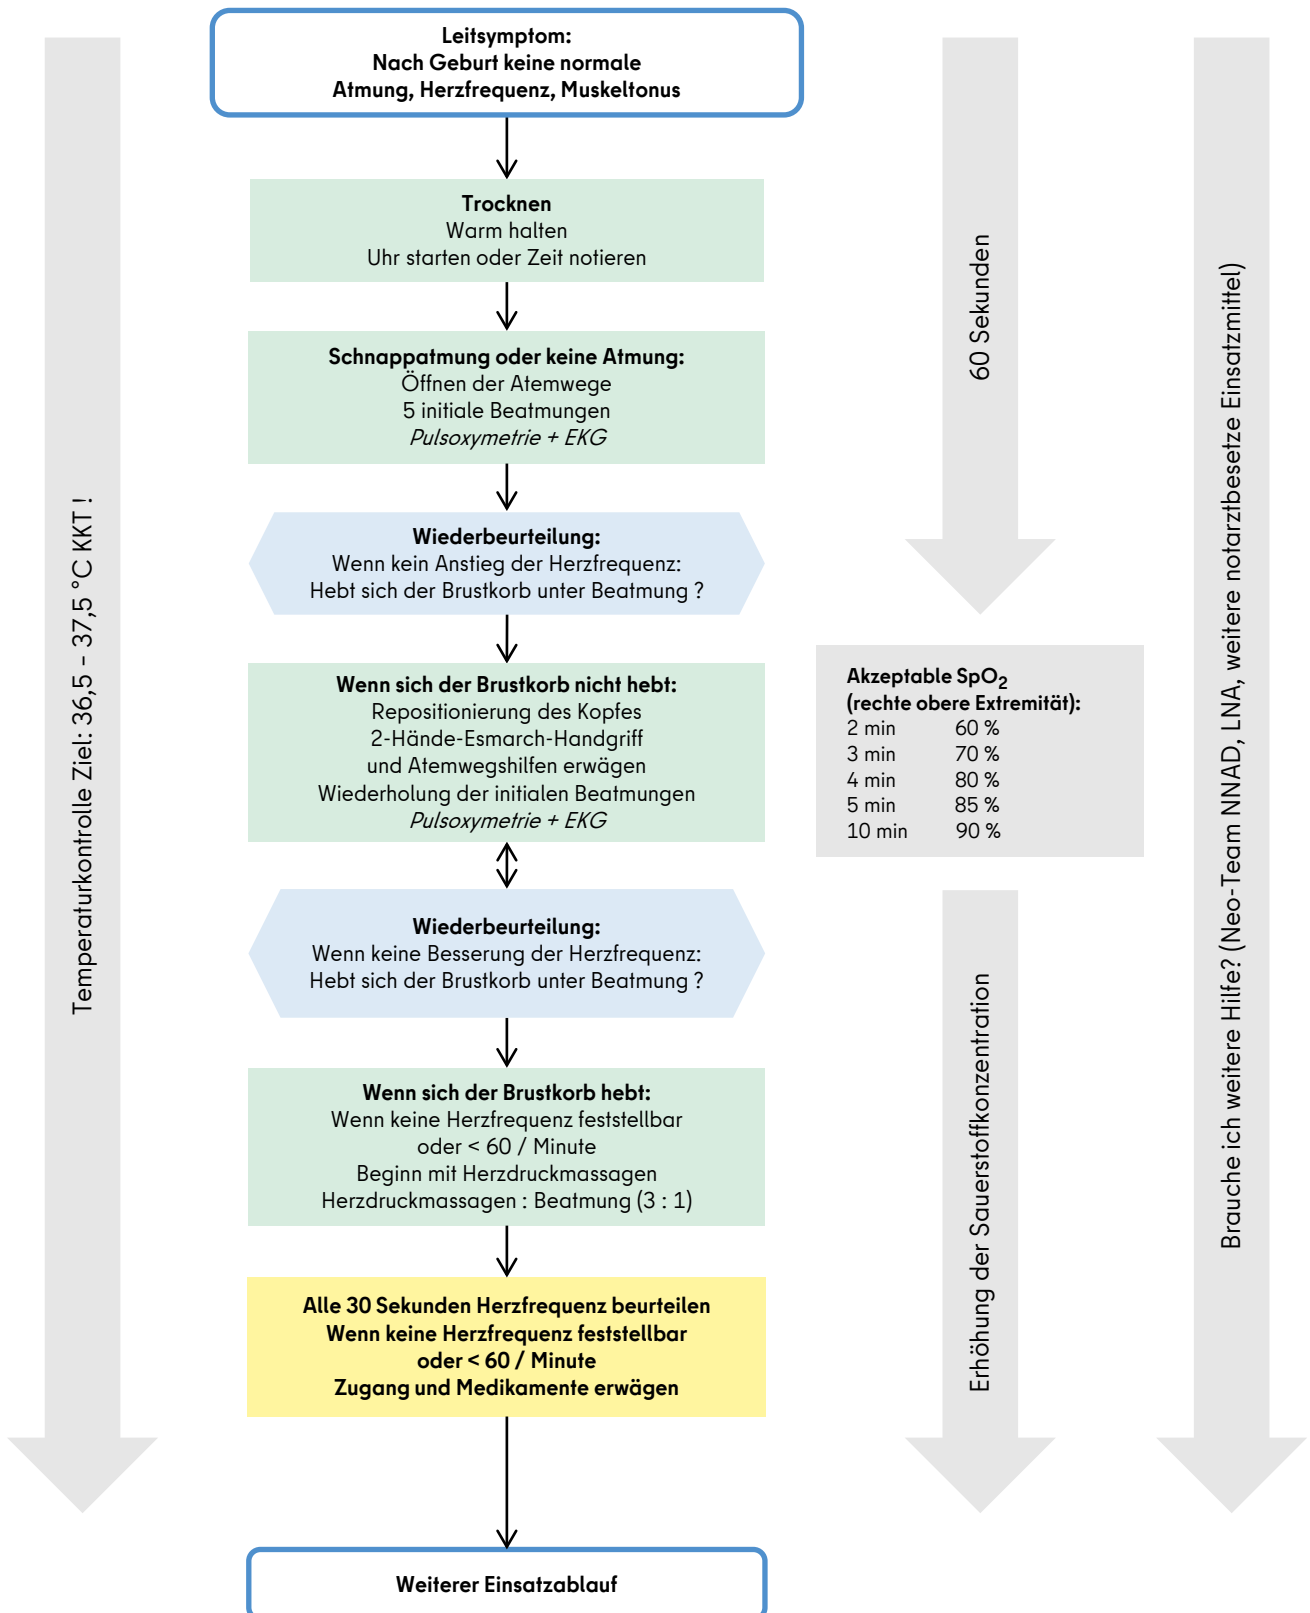 Leitsymptom:
Nach Geburt keine normale
Atmung, Herzfrequenz, Muskeltonus
Trocknen
Warm halten
Uhr starten oder Zeit notieren
Schnappatmung oder keine Atmung:
Öffnen der Atemwege
5 initiale Beatmungen
Pulsoxymetrie + EKG
Wiederbeurteilung:
Wenn kein Anstieg der Herzfrequenz:
Hebt sich der Brustkorb unter Beatmung ?
Wenn sich der Brustkorb nicht hebt:
Repositionierung des Kopfes
2-Hände-Esmarch-Handgriff
und Atemwegshilfen erwägen
Wiederholung der initialen Beatmungen
Pulsoxymetrie + EKG
Wiederbeurteilung:
Wenn keine Besserung der Herzfrequenz:
Hebt sich der Brustkorb unter Beatmung ?
Wenn sich der Brustkorb hebt:
Wenn keine Herzfrequenz feststellbar
oder < 60 / Minute
Beginn mit Herzdruckmassagen
Herzdruckmassagen : Beatmung (3 : 1)
Alle 30 Sekunden Herzfrequenz beurteilen
Wenn keine Herzfrequenz feststellbar
oder < 60 / Minute
Zugang und Medikamente erwägen
Weiterer Einsatzablauf
Temperaturkontrolle Ziel: 36,5 – 37,5 °C KKT !
60 Sekunden
Akzeptable SpO2
(rechte obere Extremität):
2 min 60 %
3 min 70 %
4 min 80 %
5 min 85 %
10 min 90 %
Erhöhung der Sauerstoffkonzentration
Brauche ich weitere Hilfe? (Neo-Team NNAD, LNA, weitere notarztbesetze Einsatzmittel)